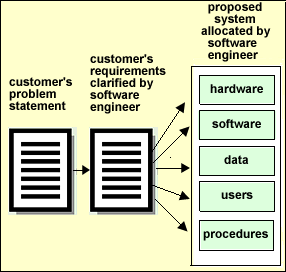 customer's
problem
statement
customer's
requirements
clarified by
software
engineer
proposed
system
allocated by
software
engineer
hardware
software
data
users
procedures